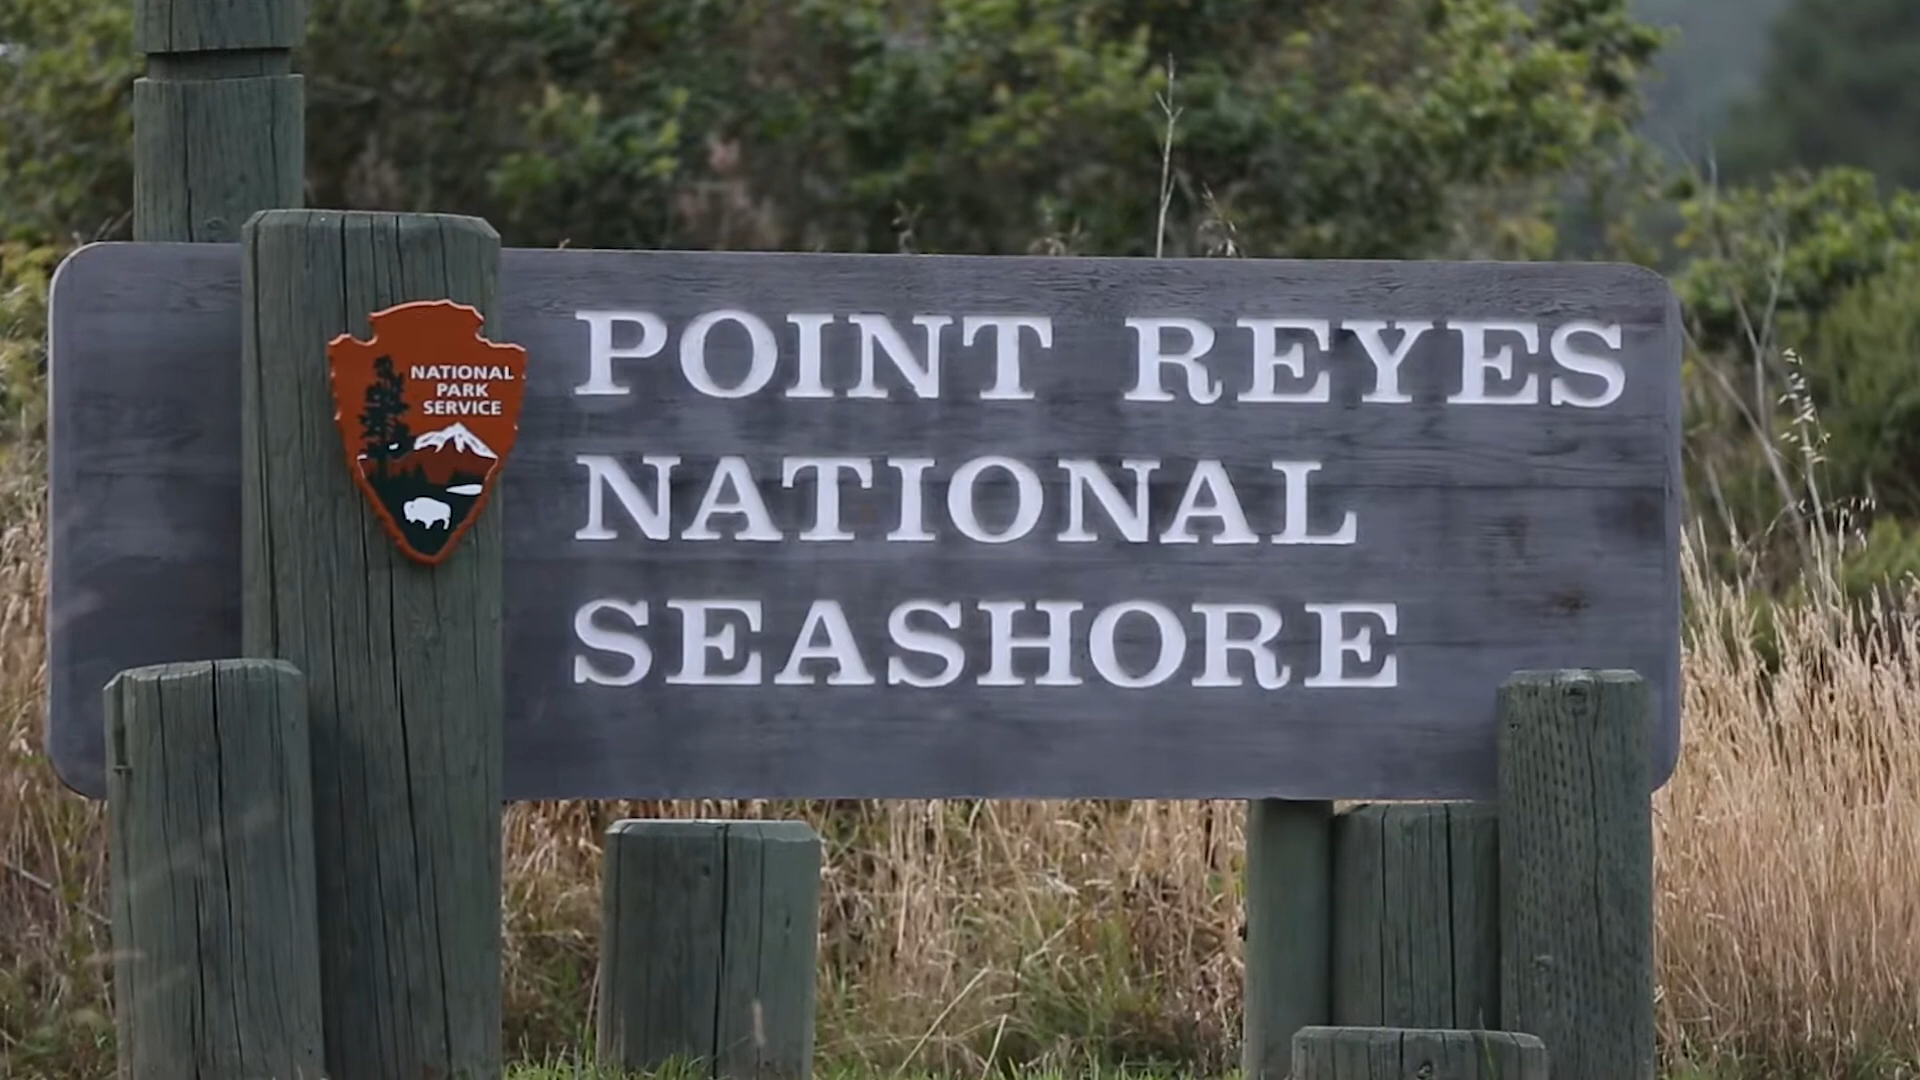 NATIONAL
PARK
SERVICE
POINT REYES
NATIONAL
SEASHORE